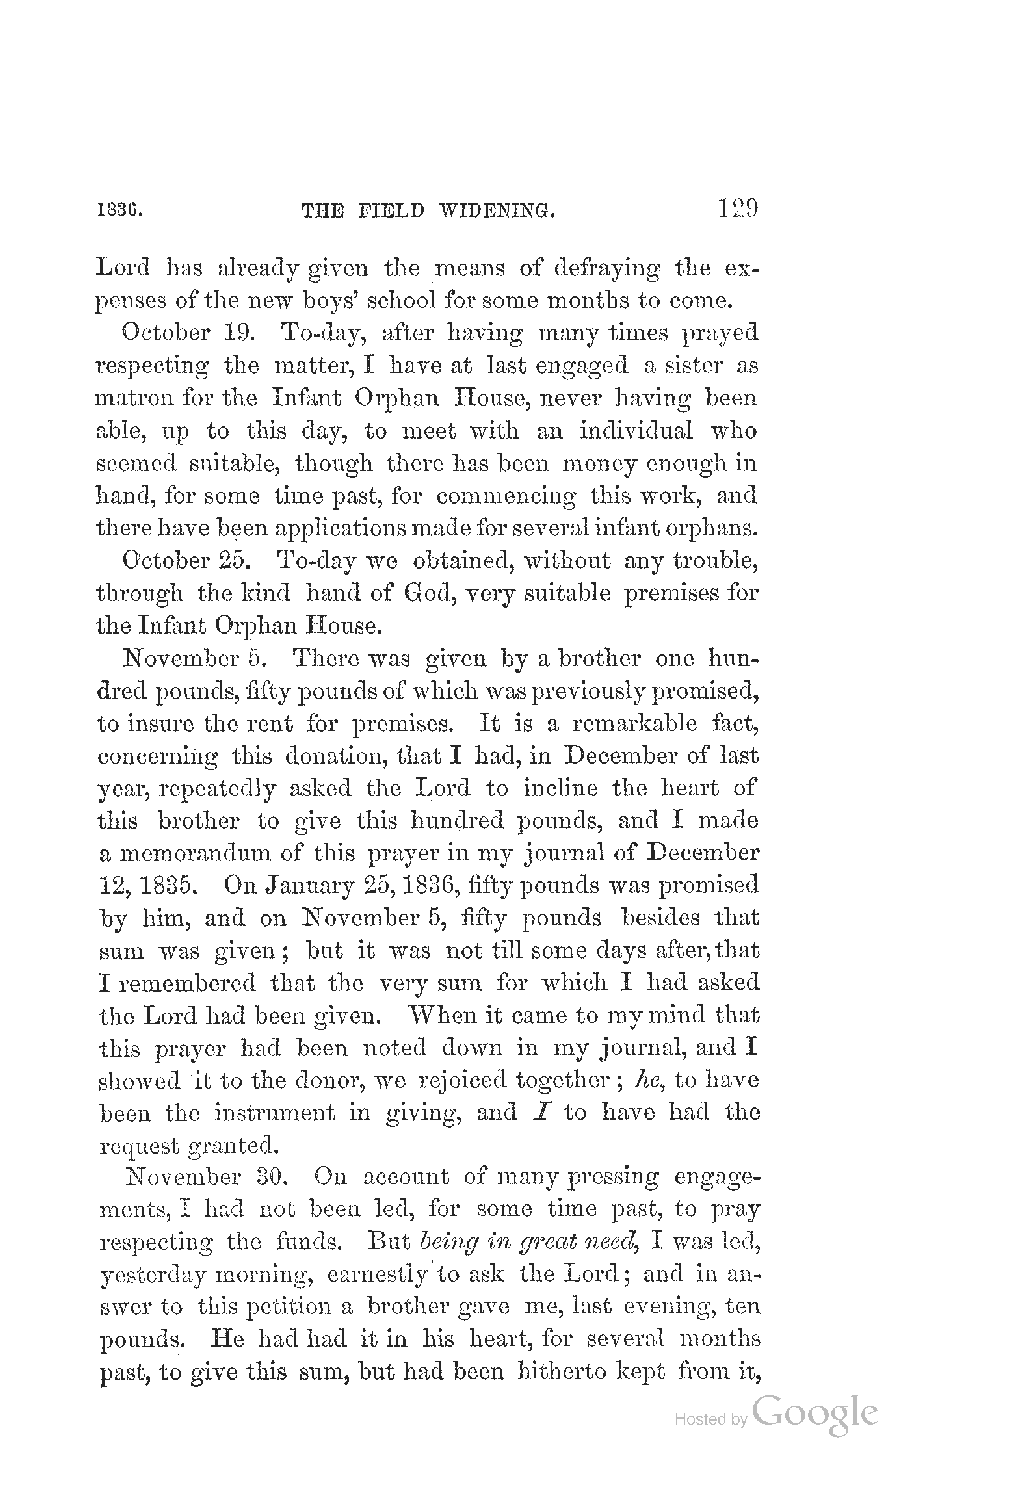 1836. THE FIELD WIDENING. 129
Lord has already given the means of defraying the ex-
penses of the new boys' school for some months to come.
October 19. To-day, after having many times prayed
respecting the matter, I have at last engaged a sister as
matron for the Infant Orphan House, never having been
able, up to this day, to meet with an individual who
seemed suitable, though there has been money enough in
hand, for some time past, for commencing this work, and
there have been applications made for several infant orphans.
October 25. To-day we obtained, without any trouble,
through the kind hand of God, very suitable premises for
the Infant Orphan House.
November 5. There was given by a brother one hun-
dred pounds, fifty pounds of which was previously promised,
to insure the rent for premises. It is a remarkable fact,
concerning this donation, that I had, in December of last
year, repeatedly asked the Lord to incline the heart of
this brother to give this hundred pounds, and I made
a memorandum of this prayer in my journal of December
12, 1835. On January 25, 1836, fifty pounds was promised
by him, and on November 5, fifty pounds besides that
sum was given; but it was not till some days after, that
I remembered that the very sum for which I had asked
the Lord had been given. When it came to my mind that
this prayer had been noted down in my journal, and I
showed it to the donor, we rejoiced together; he, to have
been the instrument in giving, and I to have had the
request granted.
November 30. On account of many pressing engage-
ments, I had not been led, for some time past, to pray
respecting the funds. But being in great need, I was led,
yesterday morning, earnestly to ask the Lord; and in an-
swer to this petition a brother gave me, last evening, ten
pounds. He had had it in his heart, for several months
past, to give this sum, but had been hitherto kept from it,
Hosted by Google